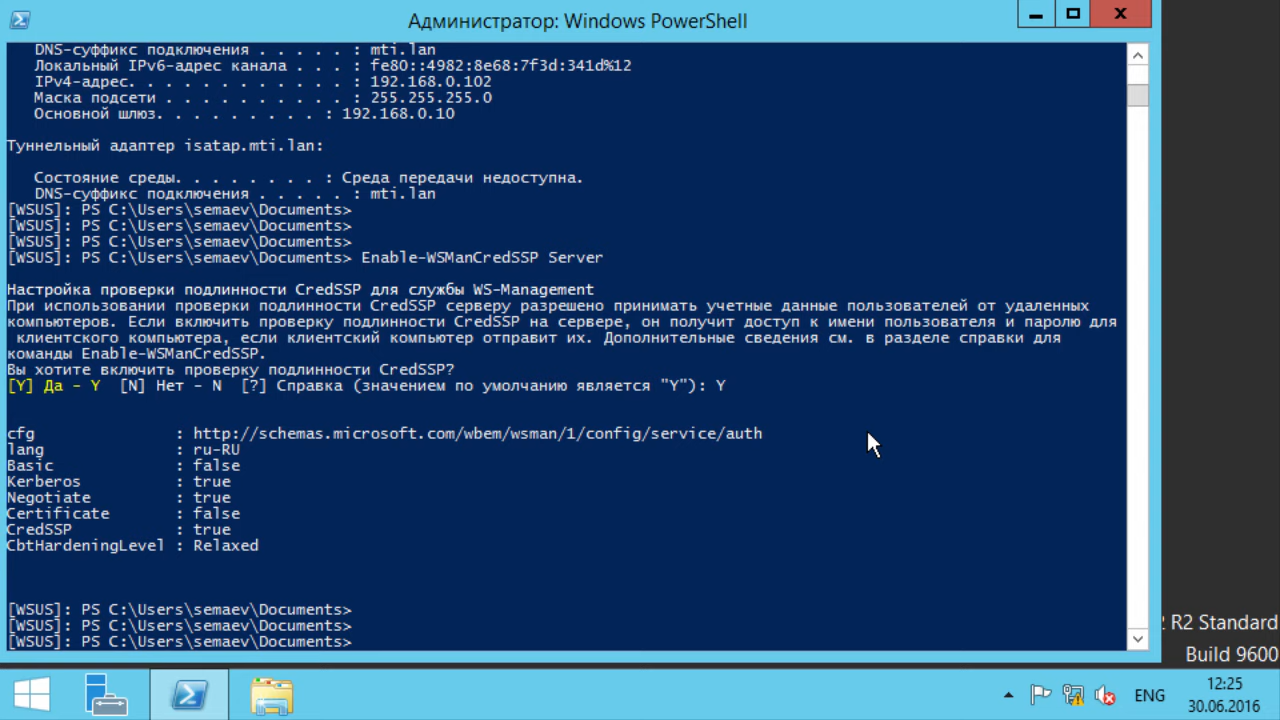 Администратор: Windows PowerShell
DNS-суффикс подключения . . . . . : mti.lan
Локальный IPv6-адрес канала . . . : fe80::4982:8e68:7f3d:341d%12
IPv4-адрес. . . . . . . . . . . . : 192.168.0.102
Маска подсети . . . . . . . . . . : 255.255.255.0
Основной шлюз. . . . . . . . . : 192.168.0.10
Туннельный адаптер isatap.mti.lan:
Состояние среды. . . . . . . . : Среда передачи недоступна.
DNS-суффикс подключения . . . . . : mti.lan
[WSUS]: PS C:\Users\semaev\Documents>
[WSUS]: PS C:\Users\semaev\Documents>
[WSUS]: PS C:\Users\semaev\Documents>
[WSUS]: PS C:\Users\semaev\Documents> Enable-WSManCredSSP Server
Настройка проверки подлинности CredSSP для службы WS-Management
При использовании проверки подлинности CredSSP серверу разрешено принимать учетные данные пользователей от удаленных
компьютеров. Если включить проверку подлинности CredSSP на сервере, он получит доступ к имени пользователя и паролю для
клиентского компьютера, если клиентский компьютер отправит их. Дополнительные сведения см. в разделе справки для
команды Enable-WSManCredSSP.
Вы хотите включить проверку подлинности CredSSP?
[Y] Да - Y  [N] Нет - N  [?] Справка (значением по умолчанию является "Y"): Y
cfg : http://schemas.microsoft.com/wbem/wsman/1/config/service/auth
lang : ru-RU
Basic : false
Kerberos : true
Negotiate : true
Certificate : false
CredSSP : true
CbtHardeningLevel : Relaxed
[WSUS]: PS C:\Users\semaev\Documents>
[WSUS]: PS C:\Users\semaev\Documents>
[WSUS]: PS C:\Users\semaev\Documents>
R2 Standard
Build 9600
ENG
12:25
30.06.2016